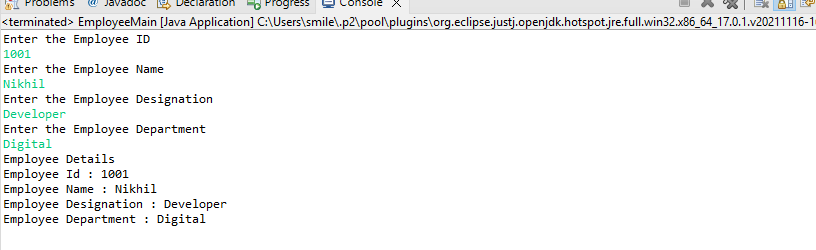 Problems @ Javadoc Declaration Progress Console
<terminated> EmployeeMain [Java Application] C:\Users\smile\.p2\pool\plugins\org.eclipse.justj.openjdk.hotspot.jre.full.win32.x86_64_17.0.1.v20211116-1
Enter the Employee ID
1001
Enter the Employee Name
Nikhil
Enter the Employee Designation
Developer
Enter the Employee Department
Digital
Employee Details
Employee Id : 1001
Employee Name : Nikhil
Employee Designation : Developer
Employee Department : Digital